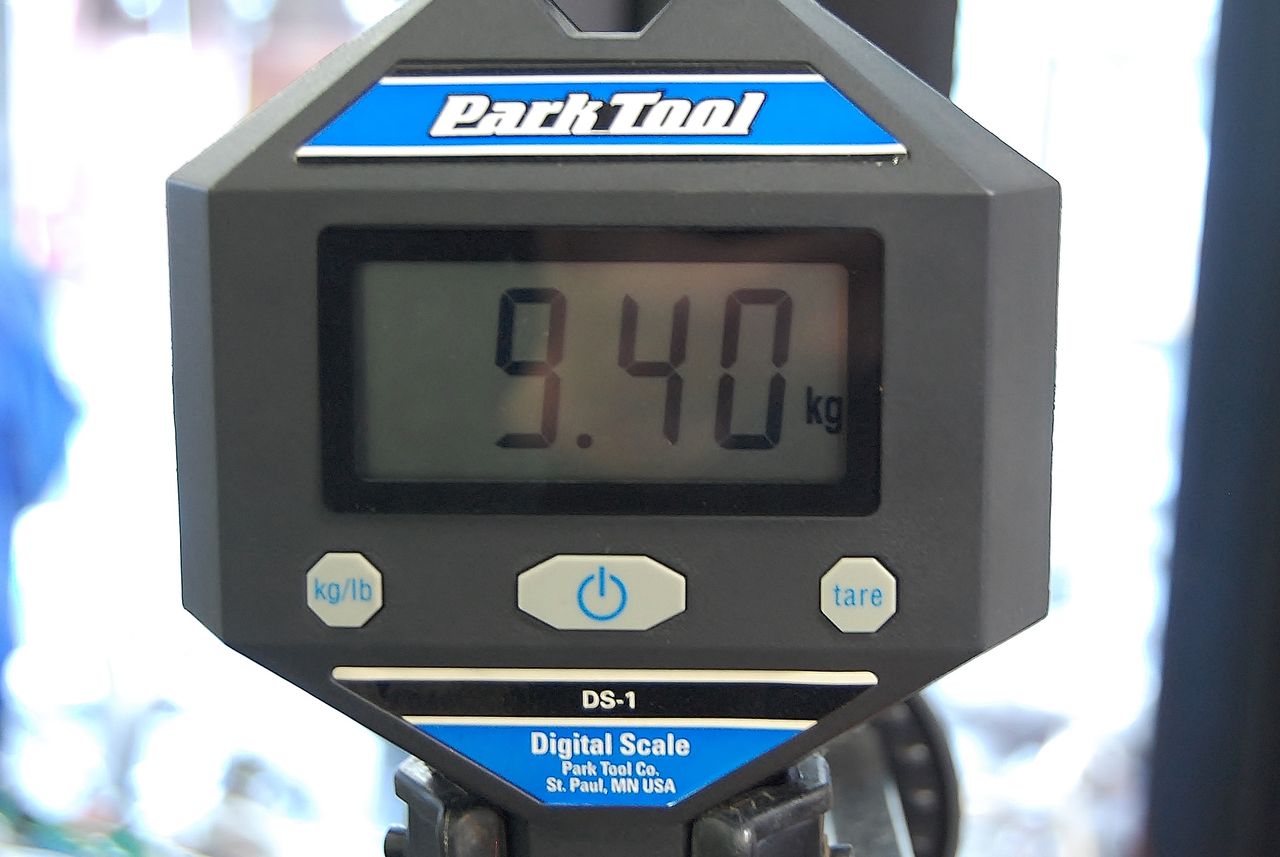 Park Tool
9.40 kg
kg/lb tare
DS-1
Digital Scale
Park Tool Co.
St. Paul, MN USA